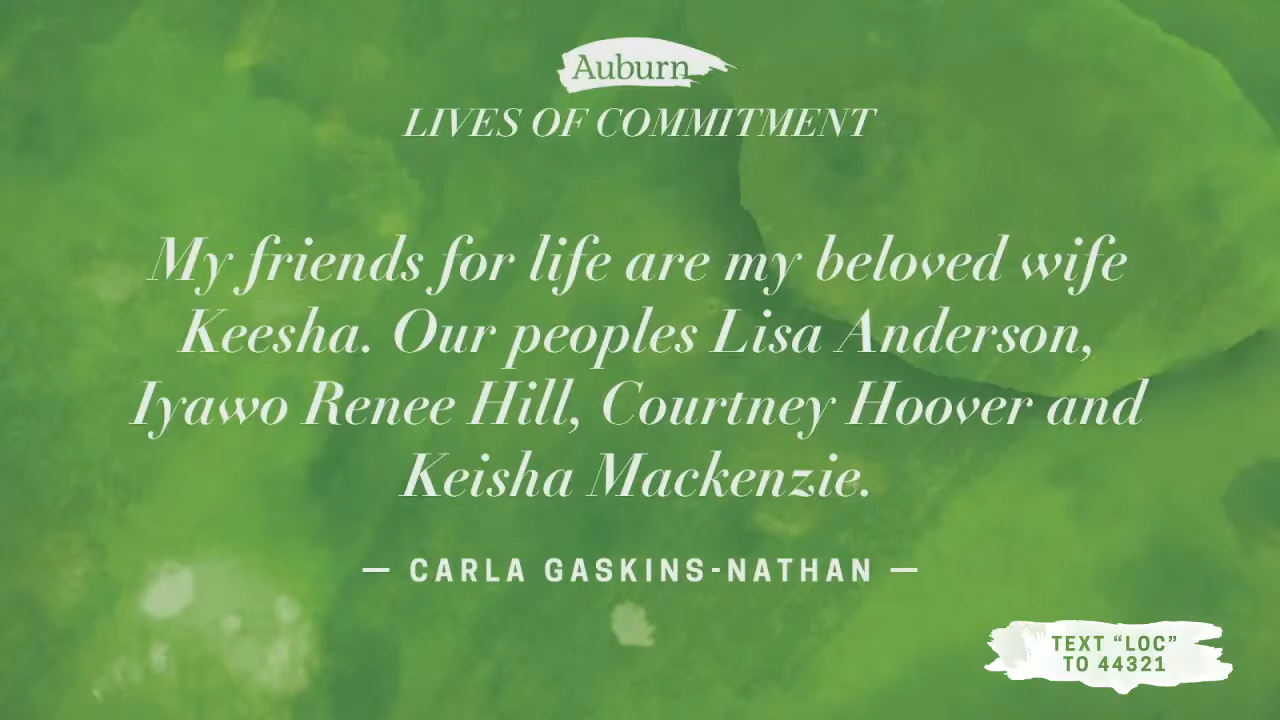 Auburn
LIVES OF COMMITMENT
My friends for life are my beloved wife
Keesha. Our peoples Lisa Anderson,
Iyawo Renee Hill, Courtney Hoover and
Keisha Mackenzie.
— CARLA GASKINS-NATHAN —
TEXT “LOC”
TO 44321